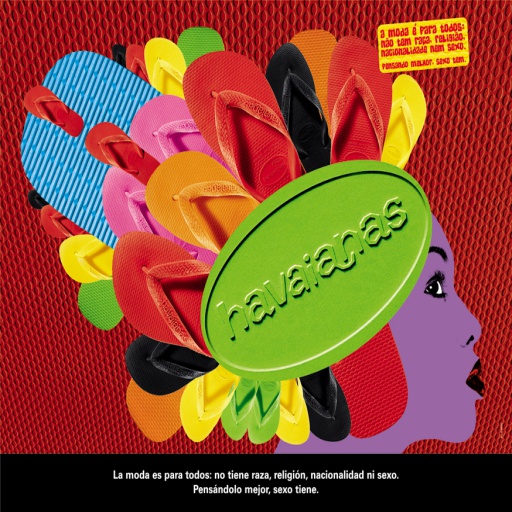 a moda é para todos:
não tem raça, religião,
nacionalidade nem sexo.
Pensando melhor, sexo tem.
havaianas
La moda es para todos: no tiene raza, religión, nacionalidad ni sexo.
Pensándolo mejor, sexo tiene.